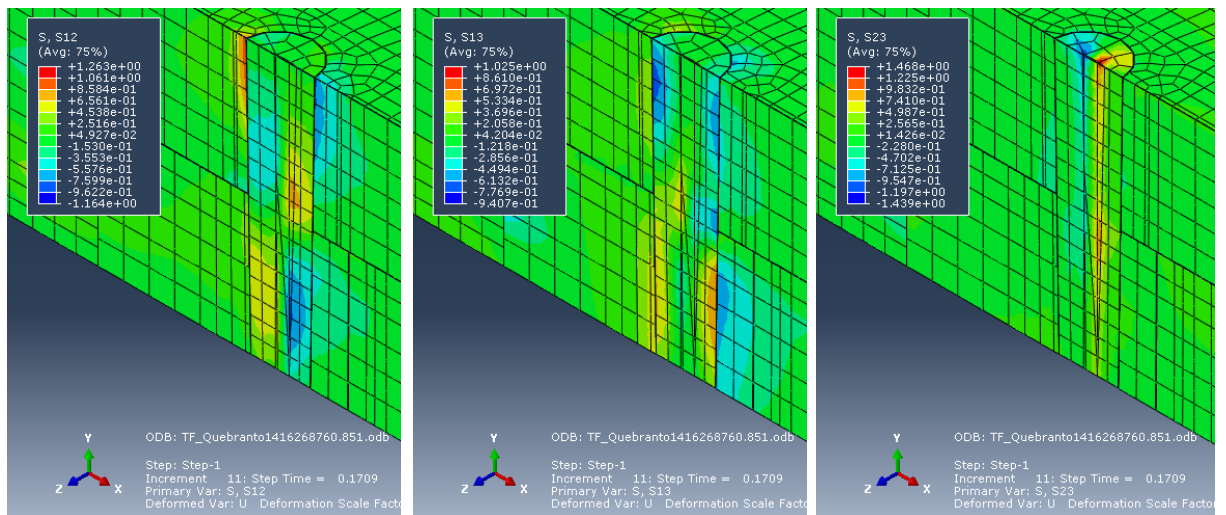 S, S12
(Avg: 75%)
+1.263e+00
+1.061e+00
+8.584e-01
+6.561e-01
+4.538e-01
+2.516e-01
+4.927e-02
-1.530e-01
-3.553e-01
-5.576e-01
-7.599e-01
-9.622e-01
-1.164e+00
Y
Z
X
ODB: TF_Quebranto1416268760.851.odb
Step: Step-1
Increment 11: Step Time = 0.1709
Primary Var: S, S12
Deformed Var: U Deformation Scale Facto
S, S13
(Avg: 75%)
+1.025e+00
+8.610e-01
+6.972e-01
+5.334e-01
+3.696e-01
+2.058e-01
+4.204e-02
-1.218e-01
-2.856e-01
-4.494e-01
-6.132e-01
-7.769e-01
-9.407e-01
Y
Z
X
ODB: TF_Quebranto1416268760.851.odb
Step: Step-1
Increment 11: Step Time = 0.1709
Primary Var: S, S13
Deformed Var: U Deformation Scale Factor
S, S23
(Avg: 75%)
+1.468e+00
+1.225e+00
+9.832e-01
+7.410e-01
+4.987e-01
+2.565e-01
+1.426e-02
-2.280e-01
-4.702e-01
-7.125e-01
-9.547e-01
-1.197e+00
-1.439e+00
Y
Z
X
ODB: TF_Quebranto1416268760.851.odb
Step: Step-1
Increment 11: Step Time = 0.1709
Primary Var: S, S23
Deformed Var: U Deformation Scale Facto